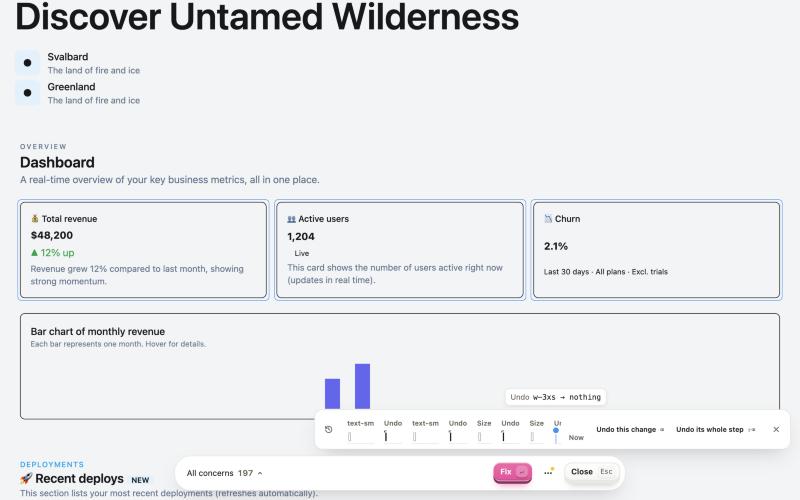 Discover Untamed Wilderness
Svalbard
The land of fire and ice
Greenland
The land of fire and ice
OVERVIEW
Dashboard
A real-time overview of your key business metrics, all in one place.
Total revenue
$48,200
▲ 12% up
Revenue grew 12% compared to last month, showing
strong momentum.
Active users
1,204
Live
This card shows the number of users active right now
(updates in real time).
Churn
2.1%
Last 30 days · All plans · Excl. trials
Bar chart of monthly revenue
Each bar represents one month. Hover for details.
Undo w-3xs → nothing
text-sm Undo text-sm Undo Size Undo Size Ur
Now
Undo this change
Undo its whole step
DEPLOYMENTS
🚀 Recent deploys NEW
This section lists your most recent deployments (refreshes automatically).
All concerns 197
Fix
Close Esc